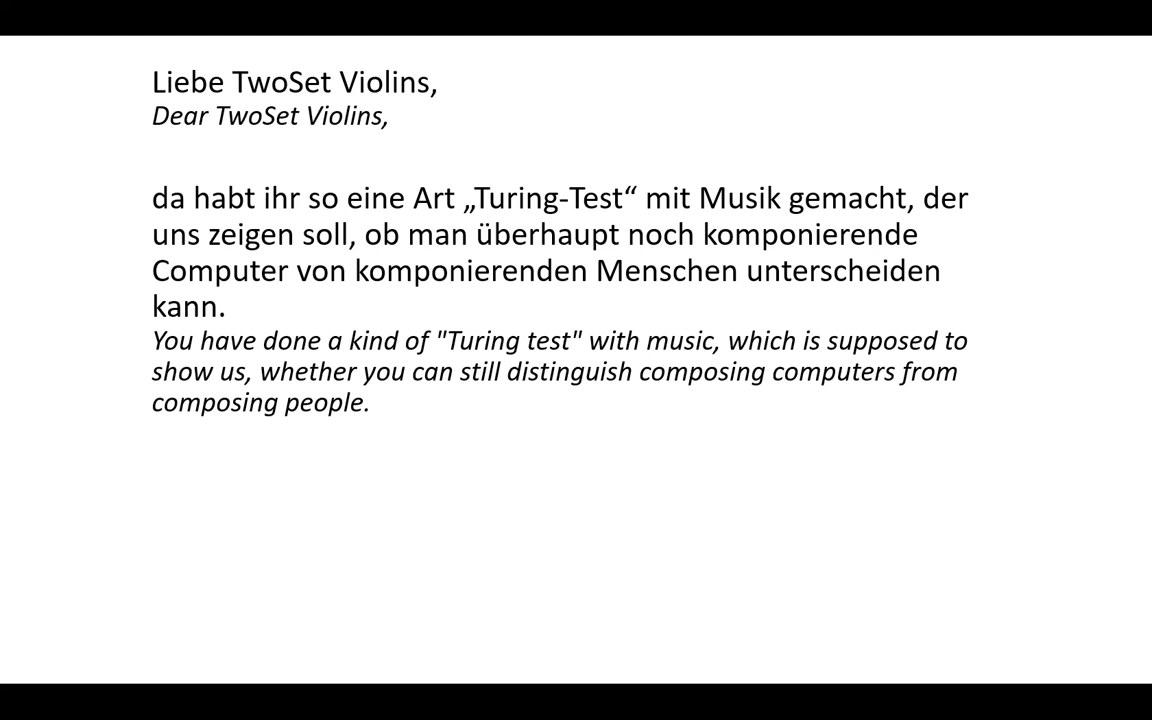 Liebe TwoSet Violins,
Dear TwoSet Violins,
da habt ihr so eine Art „Turing-Test“ mit Musik gemacht, der
uns zeigen soll, ob man überhaupt noch komponierende
Computer von komponierenden Menschen unterscheiden
kann.
You have done a kind of "Turing test" with music, which is supposed to
show us, whether you can still distinguish composing computers from
composing people.